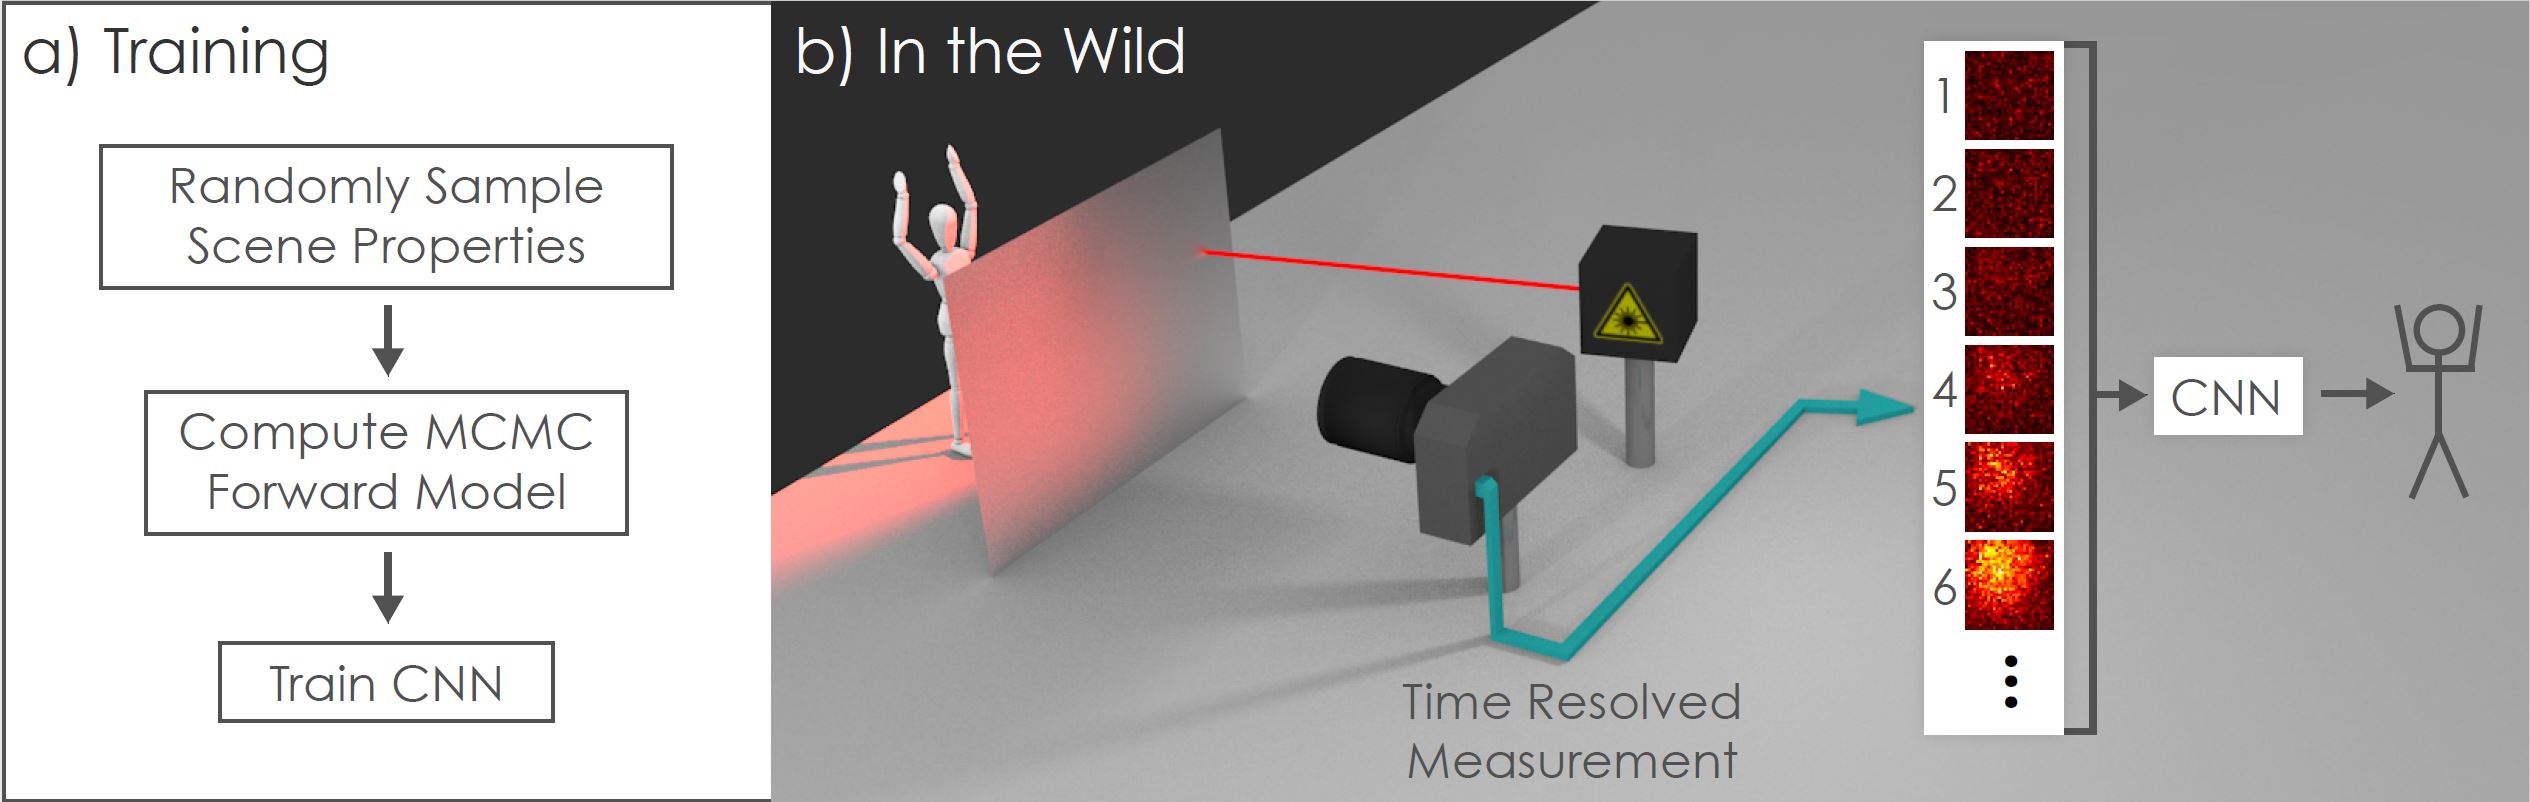 a) Training
Randomly Sample
Scene Properties
Compute MCMC
Forward Model
Train CNN
b) In the Wild
Time Resolved
Measurement
1
2
3
4
5
6
CNN